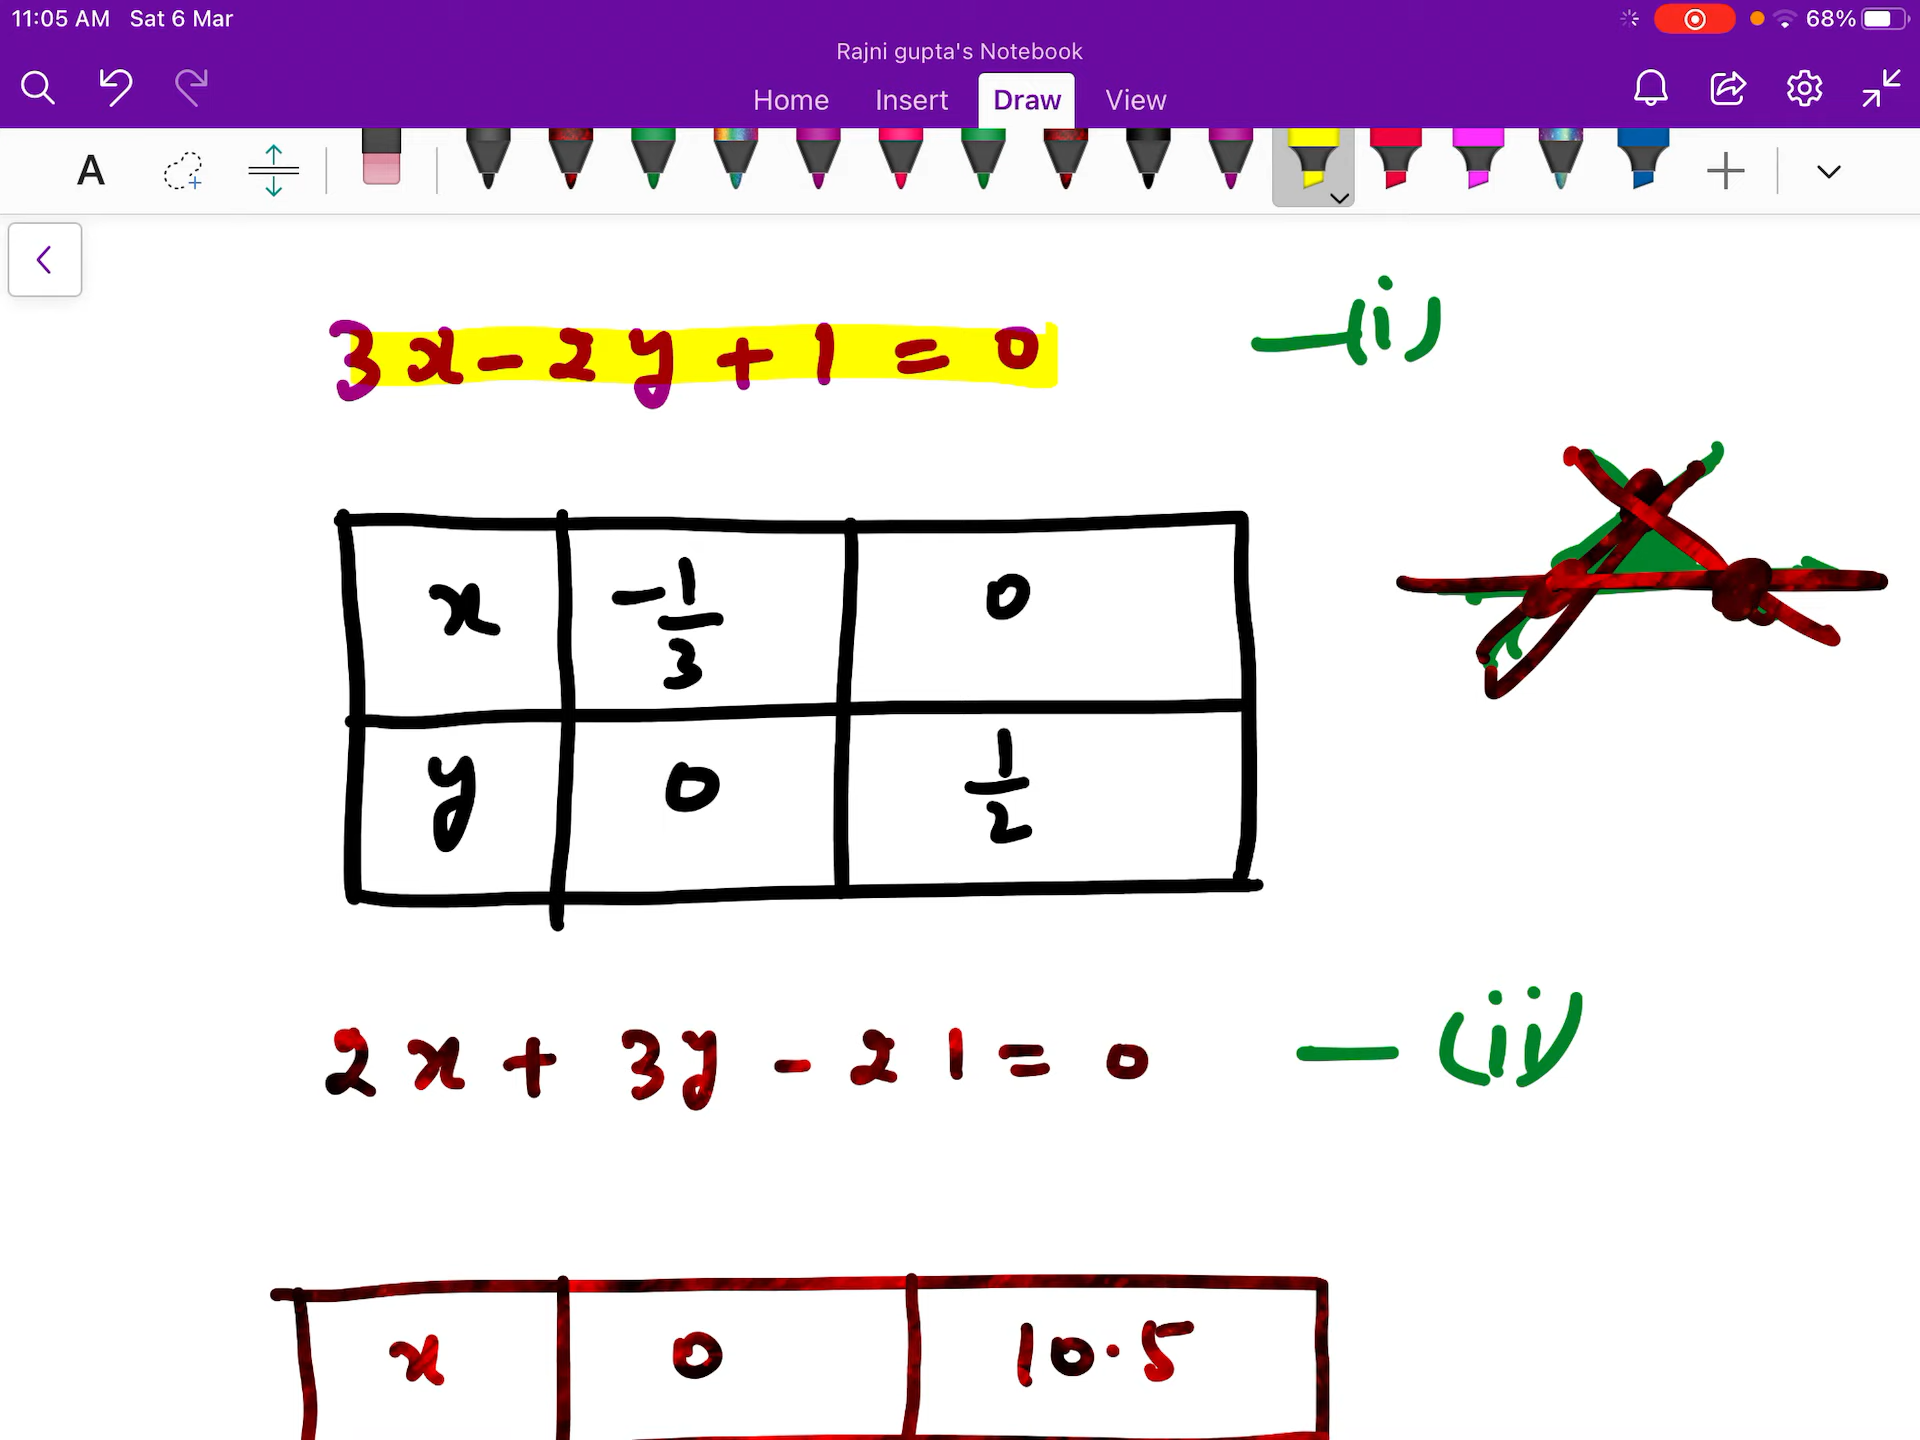 11:05 AM Sat 6 Mar 68%
Rajni gupta's Notebook
Home Insert Draw View
A
3x - 2y + 1 = 0 —(i)
x -1/3 0
y 0 1/2
2x + 3y - 21 = 0 — (ii)
x 0 10.5